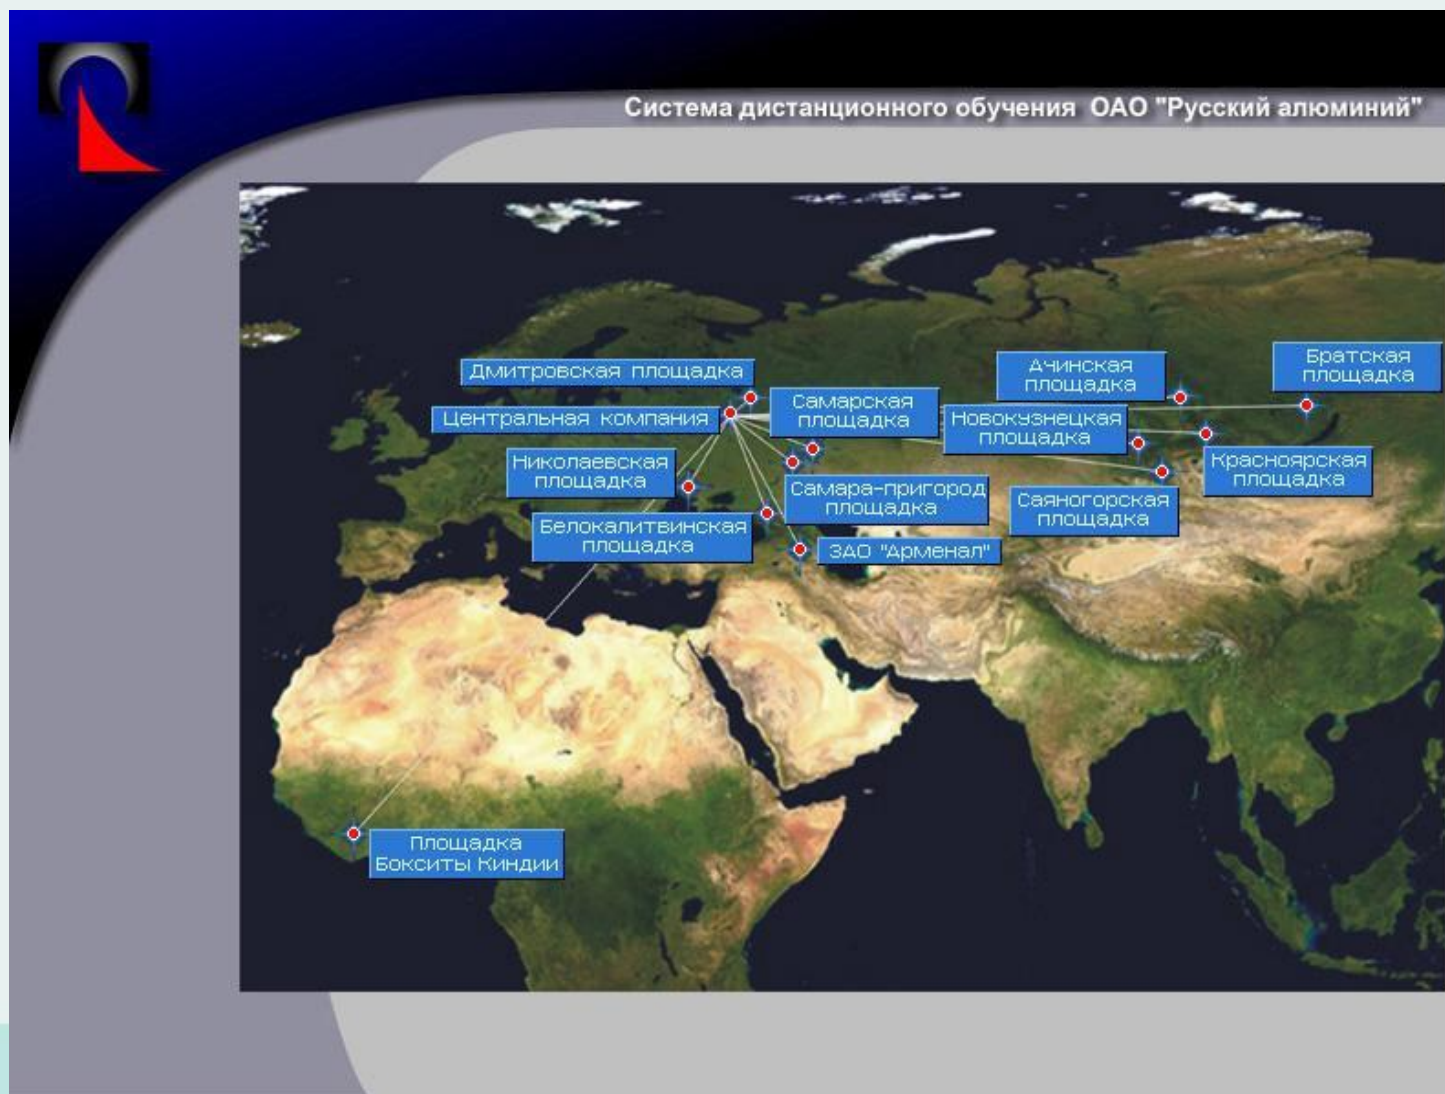 Система дистанционного обучения ОАО "Русский алюминий"
Дмитровская площадка
Центральная компания
Самарская
площадка
Ачинская
площадка
Братская
площадка
Новокузнецкая
площадка
Николаевская
площадка
Самара-пригород
площадка
Красноярская
площадка
Саяногорская
площадка
Белокалитвинская
площадка
ЗАО "Арменал"
Площадка
Бокситы Киндии